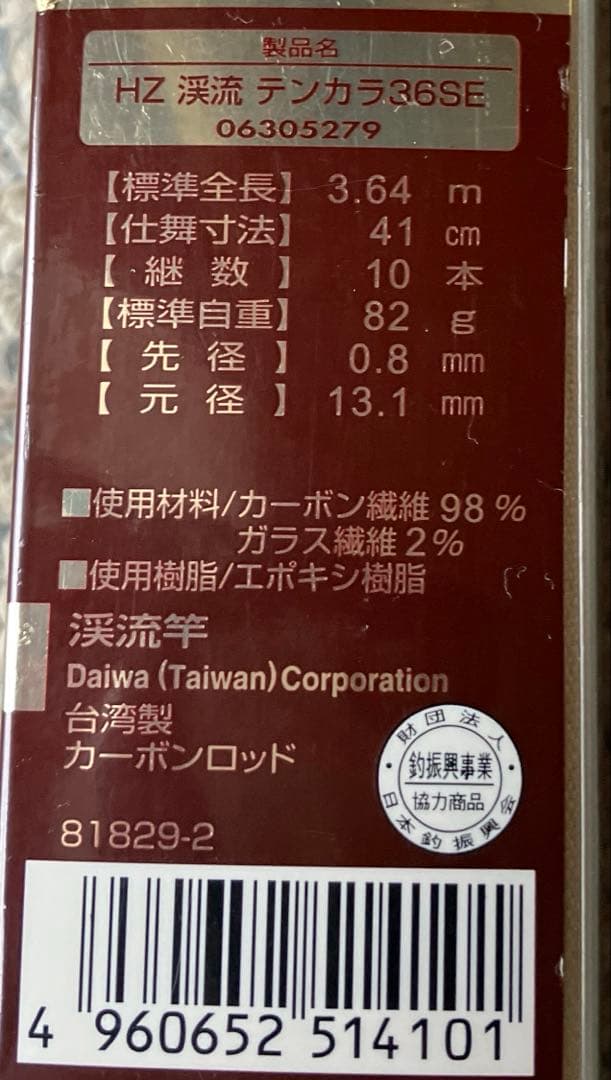 製品名
HZ 渓流 テンカラ36SE
06305279
【標準全長】 3.64 m
【仕舞寸法】 41 cm
【継数】 10 本
【標準自重】 82 g
【先径】 0.8 mm
【元径】 13.1 mm
■使用材料/カーボン繊維 98%
ガラス繊維 2%
■使用樹脂/エポキシ樹脂
渓流竿
Daiwa (Taiwan) Corporation
台湾製
カーボンロッド
財団法人
釣振興事業
協力商品
日本釣振興会
81829-2
4 960652 514101